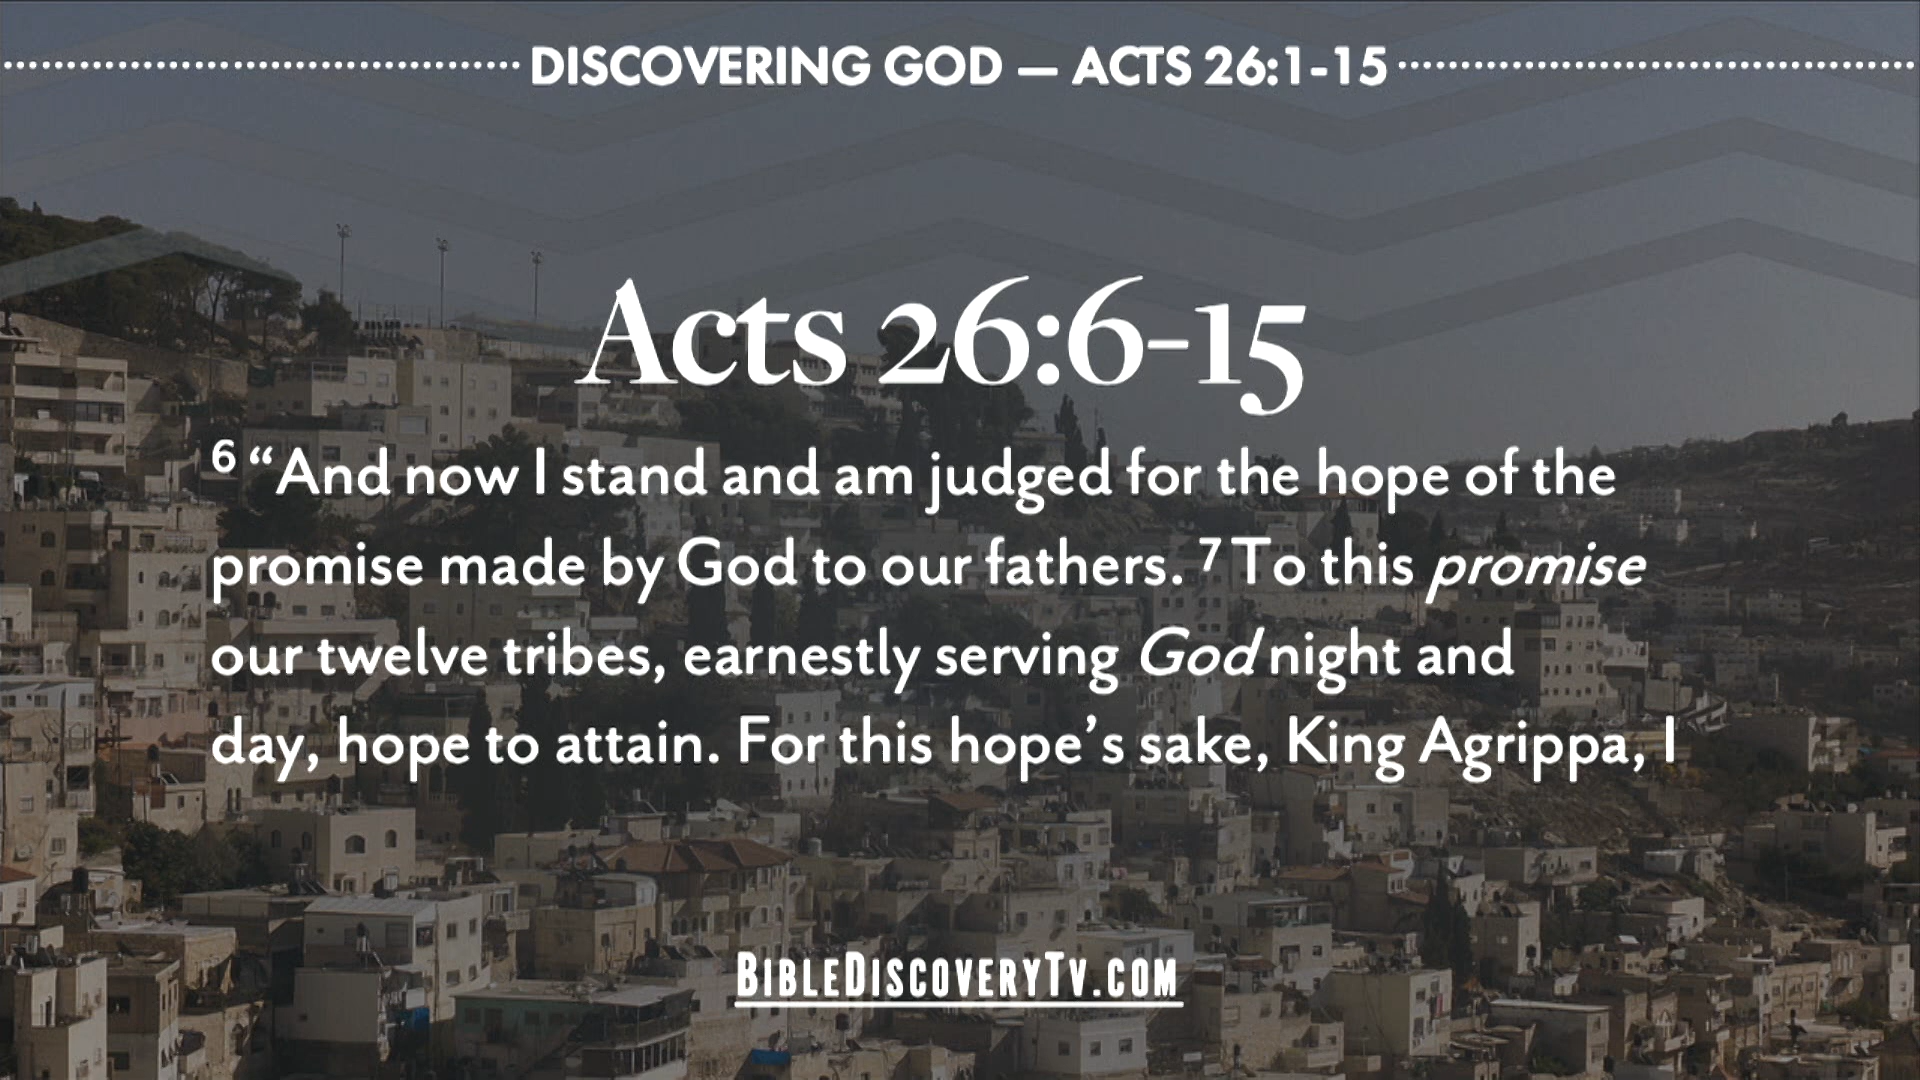 DISCOVERING GOD — ACTS 26:1-15
Acts 26:6-15
⁶ “And now I stand and am judged for the hope of the
promise made by God to our fathers. ⁷ To this promise
our twelve tribes, earnestly serving God night and
day, hope to attain. For this hope’s sake, King Agrippa, I
BIBLEDISCOVERYTV.COM